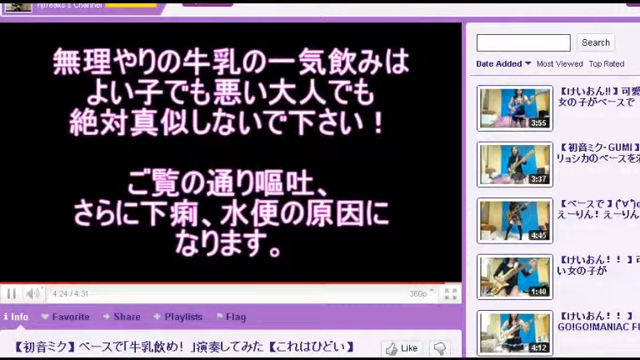 無理やりの牛乳の一気飲みは
よい子でも悪い大人でも
絶対真似しないで下さい！
ご覧の通り嘔吐、
さらに下痢、水便の原因に
なります。
4:24 / 4:31
360p
Info
Favorite
Share
Playlists
Flag
【初音ミク】ベースで「牛乳飲め！」演奏してみた【これはひどい】
Like
Search
Date Added
Most Viewed
Top Rated
【けいおん!!】可愛
女の子がベースで
3:55
【初音ミク・GUMI】
リョシカのベースを
3:37
【ベースで】(*´∀`)
えーりん！えーりん
4:45
【けいおん！！】可
い女の子が
1:40
【けいおん！！】
GO!GO!MANIAC
4:12